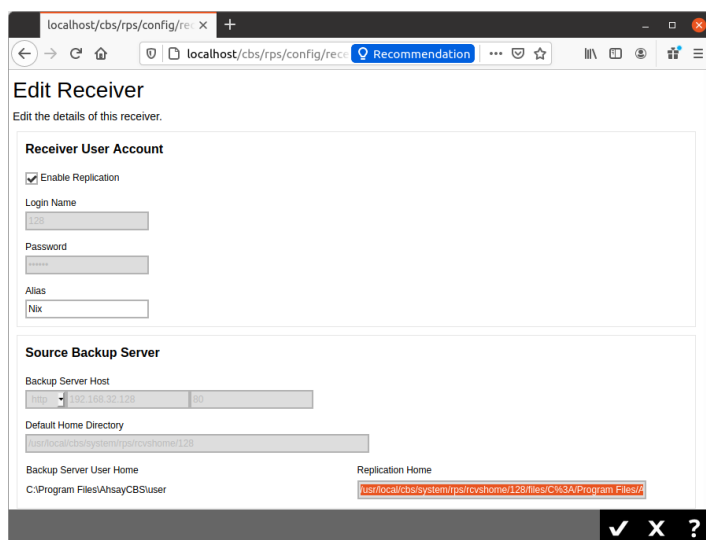 localhost/cbs/rps/config/rec
localhost/cbs/rps/config/rece
Recommendation
Edit Receiver
Edit the details of this receiver.
Receiver User Account
Enable Replication
Login Name
128
Password
••••••
Alias
Nix
Source Backup Server
Backup Server Host
http 192.168.32.128 80
Default Home Directory
/usr/local/cbs/system/rps/rcvshome/128
Backup Server User Home Replication Home
C:\Program Files\AhsayCBS\user /usr/local/cbs/system/rps/rcvshome/128/files/C%3A/Program Files/A